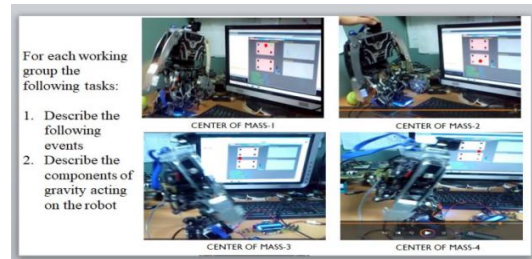 For each working
group the
following tasks:
1. Describe the
following
events
2. Describe the
components of
gravity acting
on the robot
CENTER OF MASS-1
CENTER OF MASS-2
CENTER OF MASS-3
CENTER OF MASS-4